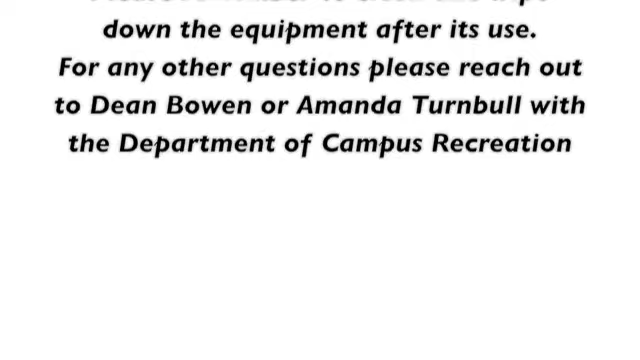 down the equipment after its use.
For any other questions please reach out
to Dean Bowen or Amanda Turnbull with
the Department of Campus Recreation